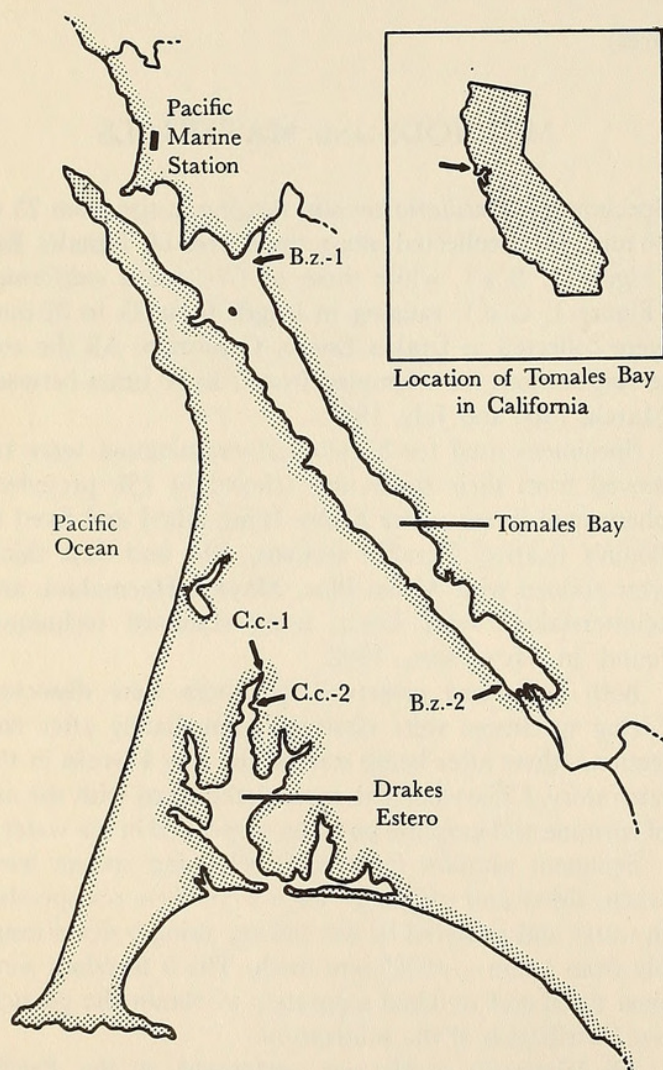 Pacific
Marine
Station
B.z.-1
Location of Tomales Bay
in California
Pacific
Ocean
Tomales Bay
C.c.-1
C.c.-2
B.z.-2
Drakes
Estero